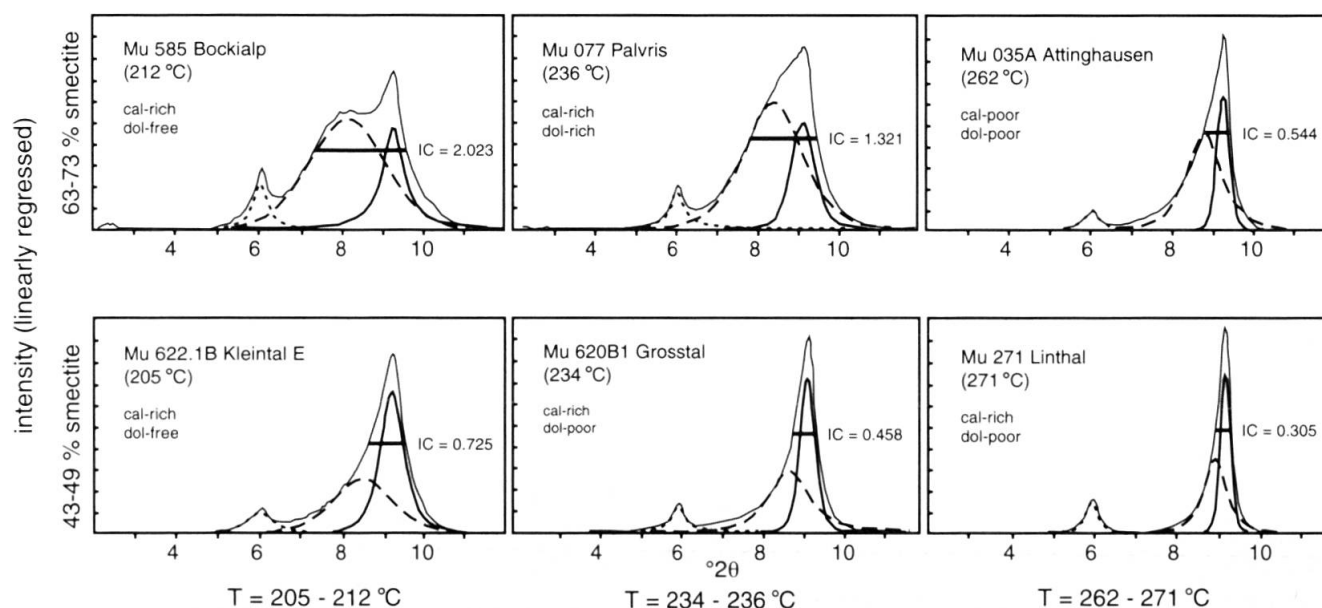 intensity (linearly regressed)
63-73 % smectite
Mu 585 Bockialp
(212 °C)
cal-rich
dol-free
IC = 2.023
4 6 8 10
Mu 077 Palvris
(236 °C)
cal-rich
dol-rich
IC = 1.321
4 6 8 10
Mu 035A Attinghausen
(262 °C)
cal-poor
dol-poor
IC = 0.544
4 6 8 10
43-49 % smectite
Mu 622.1B Kleintal E
(205 °C)
cal-rich
dol-free
IC = 0.725
4 6 8 10
Mu 620B1 Grosstal
(234 °C)
cal-rich
dol-poor
IC = 0.458
4 6 8 10
Mu 271 Linthal
(271 °C)
cal-rich
dol-poor
IC = 0.305
4 6 8 10
°2θ
T = 205 - 212 °C
T = 234 - 236 °C
T = 262 - 271 °C